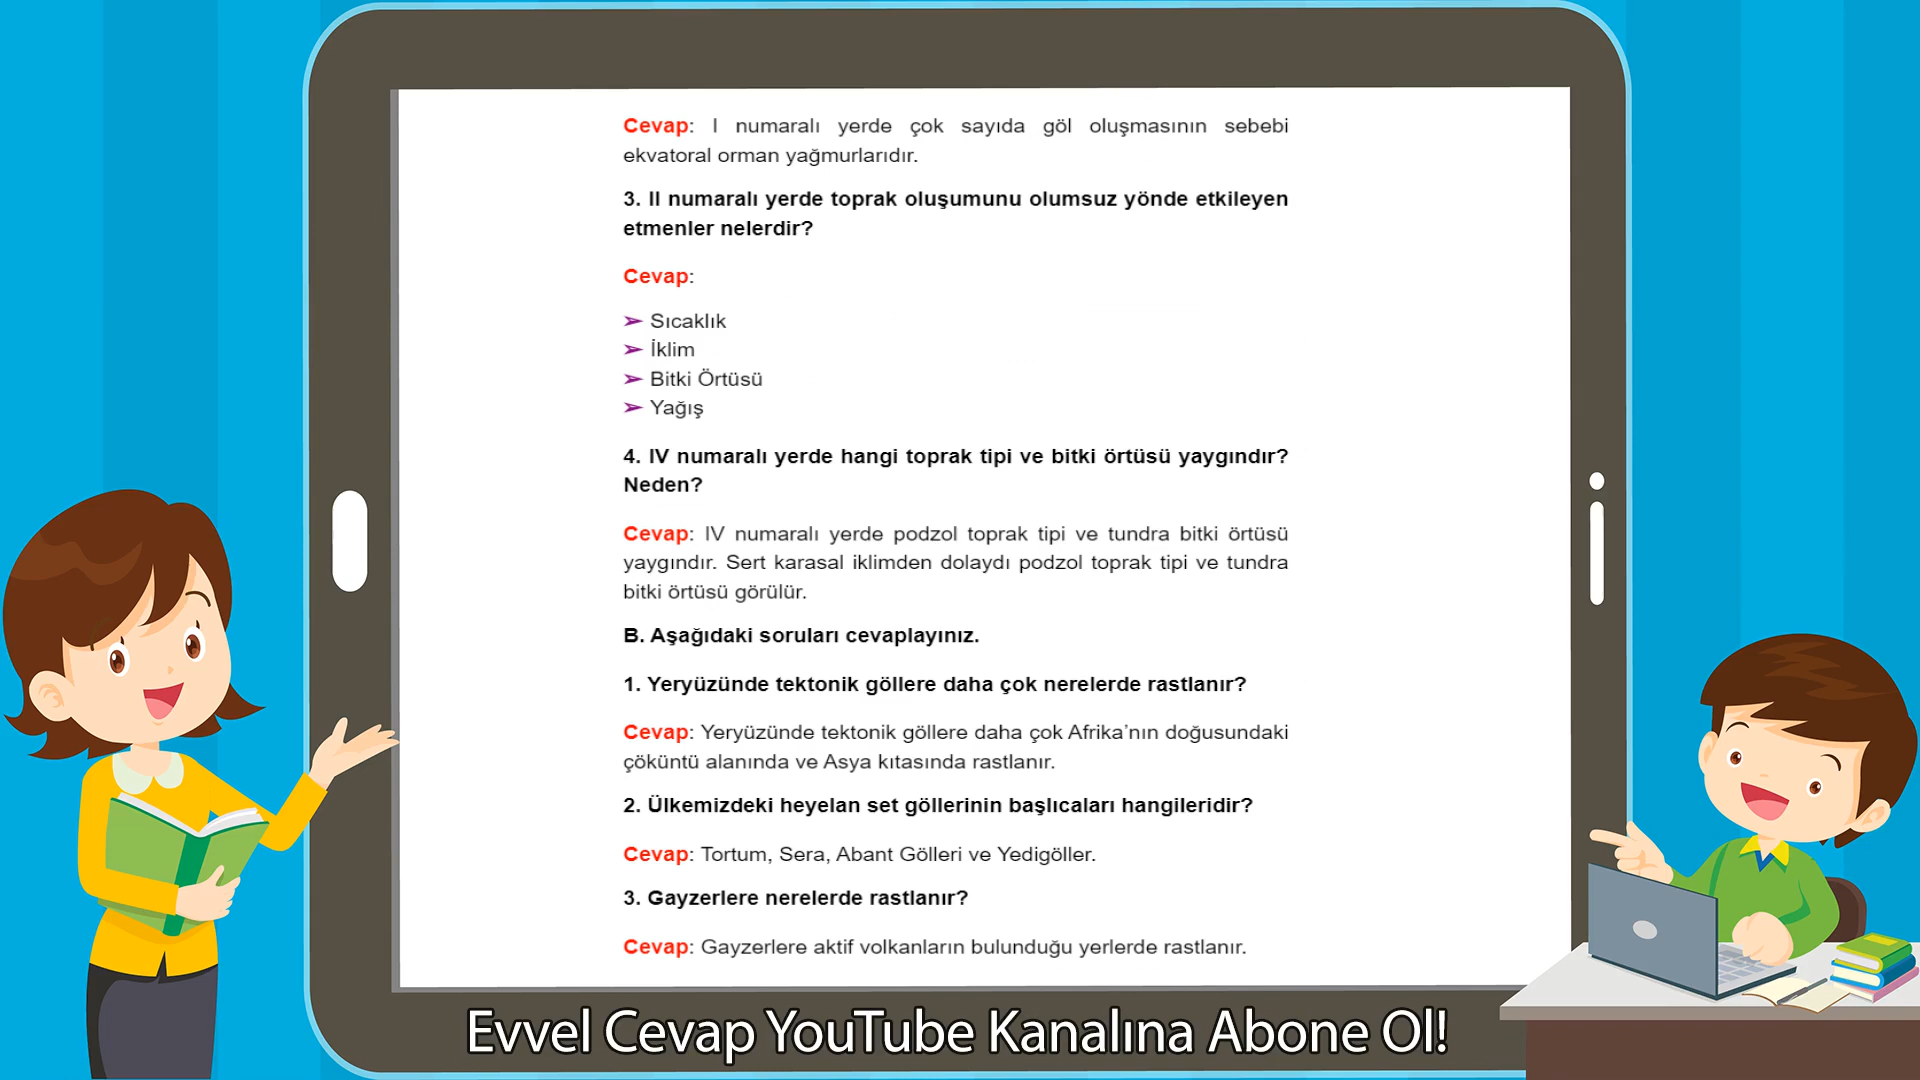 Cevap: I numaralı yerde çok sayıda göl oluşmasının sebebi
ekvatoral orman yağmurlarıdır.
3. II numaralı yerde toprak oluşumunu olumsuz yönde etkileyen
etmenler nelerdir?
Cevap:
➢ Sıcaklık
➢ İklim
➢ Bitki Örtüsü
➢ Yağış
4. IV numaralı yerde hangi toprak tipi ve bitki örtüsü yaygındır?
Neden?
Cevap: IV numaralı yerde podzol toprak tipi ve tundra bitki örtüsü
yaygındır. Sert karasal iklimden dolaydı podzol toprak tipi ve tundra
bitki örtüsü görülür.
B. Aşağıdaki soruları cevaplayınız.
1. Yeryüzünde tektonik göllere daha çok nerelerde rastlanır?
Cevap: Yeryüzünde tektonik göllere daha çok Afrika’nın doğusundaki
çöküntü alanında ve Asya kıtasında rastlanır.
2. Ülkemizdeki heyelan set göllerinin başlıcaları hangileridir?
Cevap: Tortum, Sera, Abant Gölleri ve Yedigöller.
3. Gayzerlere nerelerde rastlanır?
Cevap: Gayzerlere aktif volkanların bulunduğu yerlerde rastlanır.
Evvel Cevap YouTube Kanalına Abone Ol!